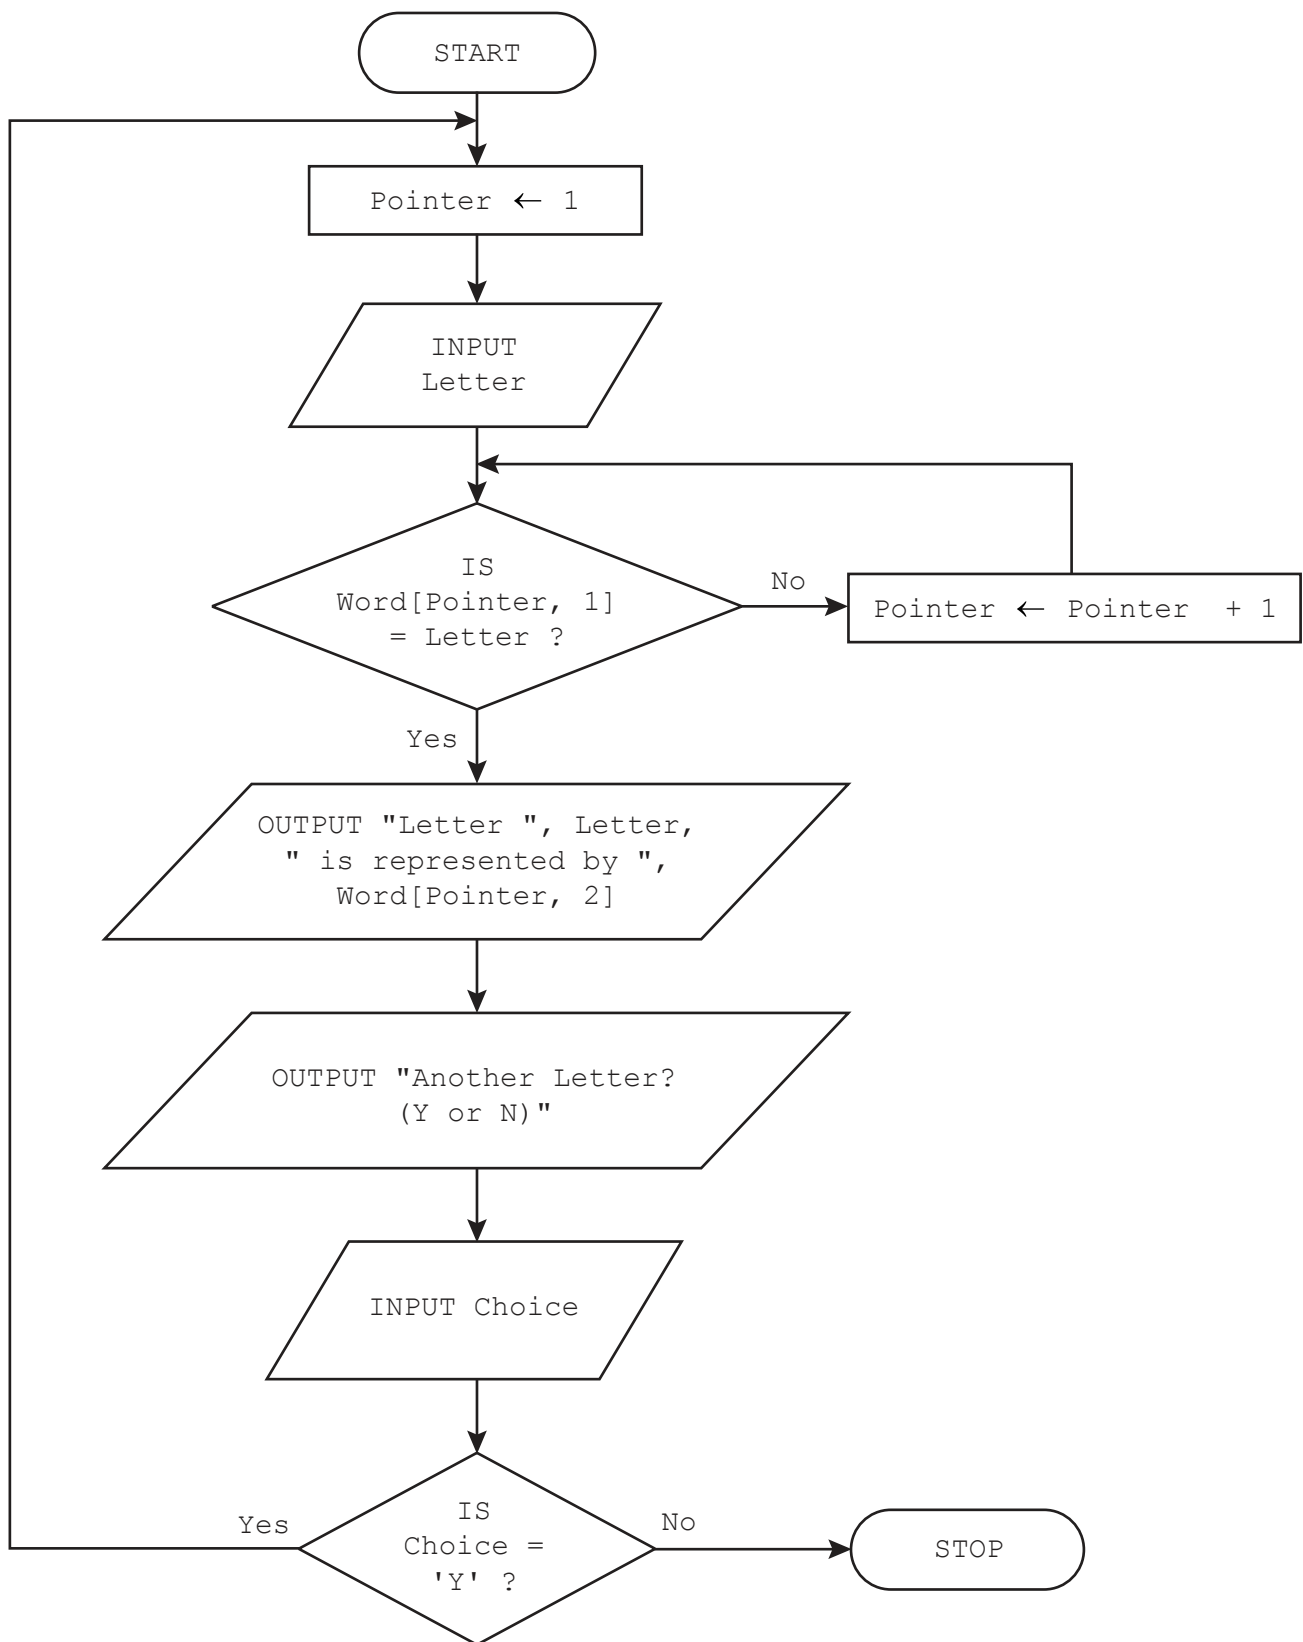 START
Pointer ← 1
INPUT
Letter
IS
Word[Pointer, 1]
= Letter ?
No
Pointer ← Pointer + 1
Yes
OUTPUT "Letter ", Letter,
" is represented by ",
Word[Pointer, 2]
OUTPUT "Another Letter?
(Y or N)"
INPUT Choice
IS
Choice =
'Y' ?
Yes
No
STOP